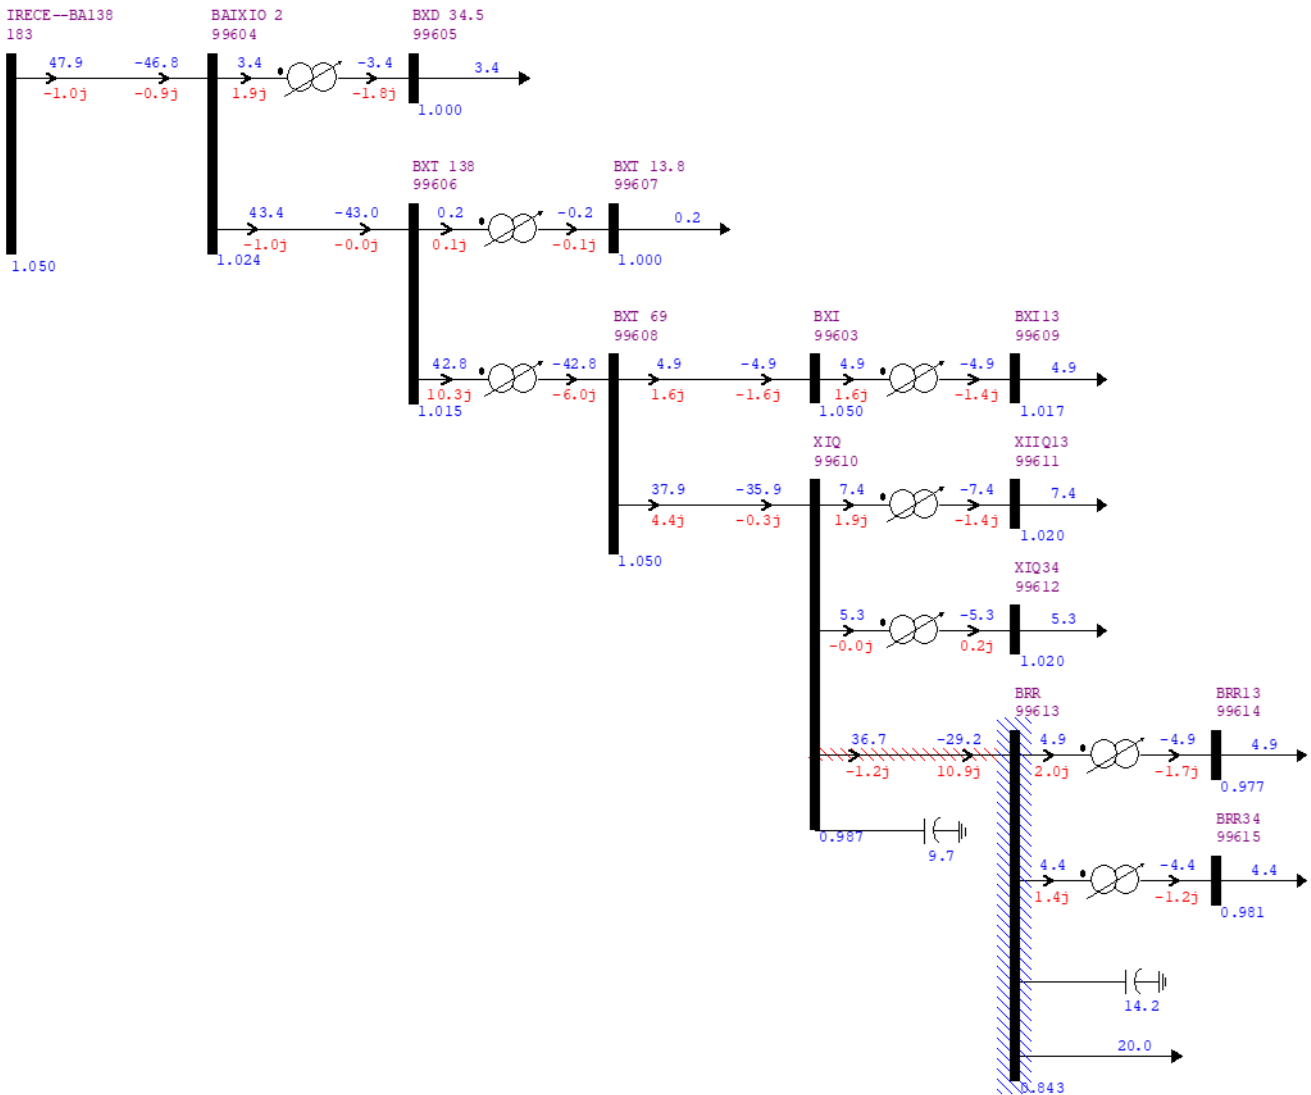 IRECE--BA138
183
BAIXIO 2
99604
BXD 34.5
99605
47.9
-46.8
3.4
-3.4
3.4
-1.0j
-0.9j
1.9j
-1.8j
1.000
BXT 138
99606
BXT 13.8
99607
43.4
-43.0
0.2
-0.2
0.2
-1.0j
-0.0j
0.1j
-0.1j
1.050
1.024
1.000
BXT 69
99608
BXI
99603
BXI13
99609
42.8
-42.8
4.9
-4.9
4.9
-4.9
4.9
10.3j
-6.0j
1.6j
-1.6j
1.6j
-1.4j
1.015
1.050
1.017
XIQ
99610
XIIQ13
99611
37.9
-35.9
7.4
-7.4
7.4
4.4j
-0.3j
1.9j
-1.4j
1.050
1.020
XIQ34
99612
5.3
-5.3
5.3
-0.0j
0.2j
1.020
BRR
99613
BRR13
99614
36.7
-29.2
4.9
-4.9
4.9
-1.2j
10.9j
2.0j
-1.7j
0.977
0.987
9.7
BRR34
99615
4.4
-4.4
4.4
1.4j
-1.2j
0.981
14.2
20.0
0.843